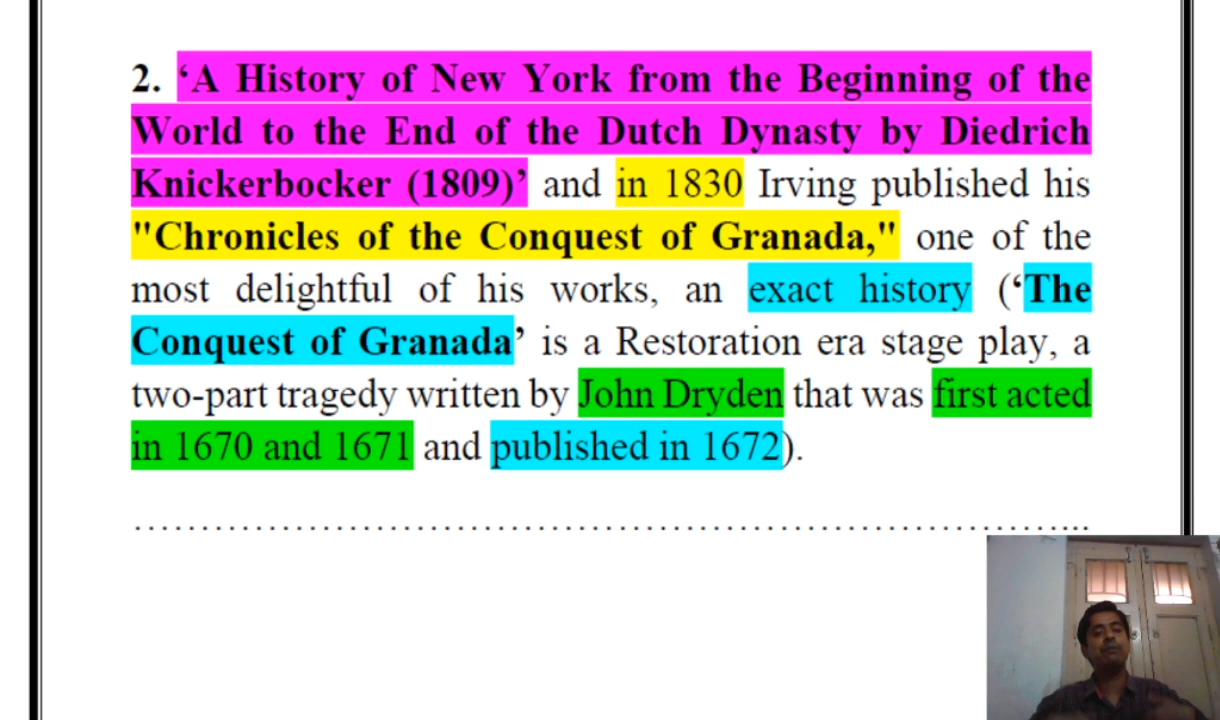 2. ‘A History of New York from the Beginning of the
World to the End of the Dutch Dynasty by Diedrich
Knickerbocker (1809)’ and in 1830 Irving published his
"Chronicles of the Conquest of Granada," one of the
most delightful of his works, an exact history (‘The
Conquest of Granada’ is a Restoration era stage play, a
two-part tragedy written by John Dryden that was first acted
in 1670 and 1671 and published in 1672).
……………………………………………………………...